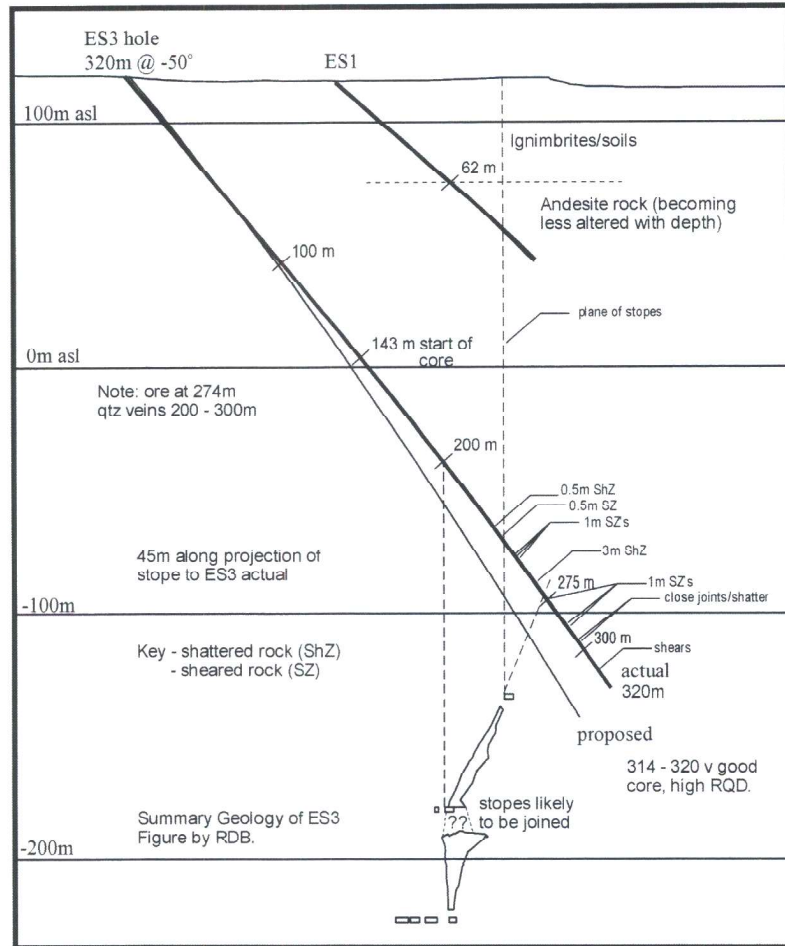 ES3 hole
320m @ -50°
ES1
100m asl
Ignimbrites/soils
62 m
Andesite rock (becoming
less altered with depth)
100 m
plane of stopes
143 m start of
core
0m asl
Note: ore at 274m
qtz veins 200 - 300m
200 m
0.5m ShZ
0.5m SZ
1m SZ's
3m ShZ
45m along projection of
stope to ES3 actual
275 m
1m SZ's
close joints/shatter
-100m
300 m
shears
Key - shattered rock (ShZ)
- sheared rock (SZ)
actual
320m
proposed
314 - 320 v good
core, high RQD.
stopes likely
to be joined
??
Summary Geology of ES3
Figure by RDB.
-200m